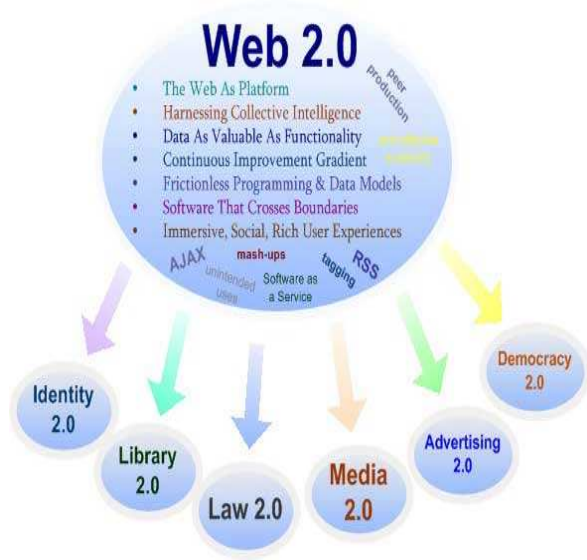 Web 2.0
peer
production
• The Web As Platform
• Harnessing Collective Intelligence
• Data As Valuable As Functionality
• Continuous Improvement Gradient
• Frictionless Programming & Data Models
• Software That Crosses Boundaries
• Immersive, Social, Rich User Experiences
AJAX
unintended
uses
mash-ups
Software as
a Service
tagging
RSS
Identity
2.0
Library
2.0
Law 2.0
Media
2.0
Advertising
2.0
Democracy
2.0